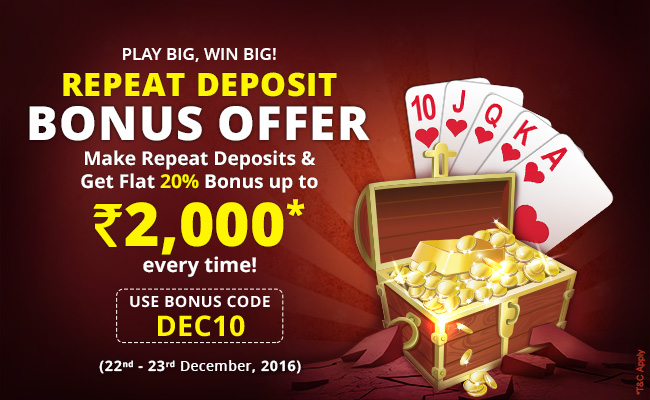 PLAY BIG, WIN BIG!
REPEAT DEPOSIT
BONUS OFFER
Make Repeat Deposits &
Get Flat 20% Bonus up to
₹2,000*
every time!
USE BONUS CODE
DEC10
(22nd - 23rd December, 2016)
10
J
Q
K
A
*T&C Apply